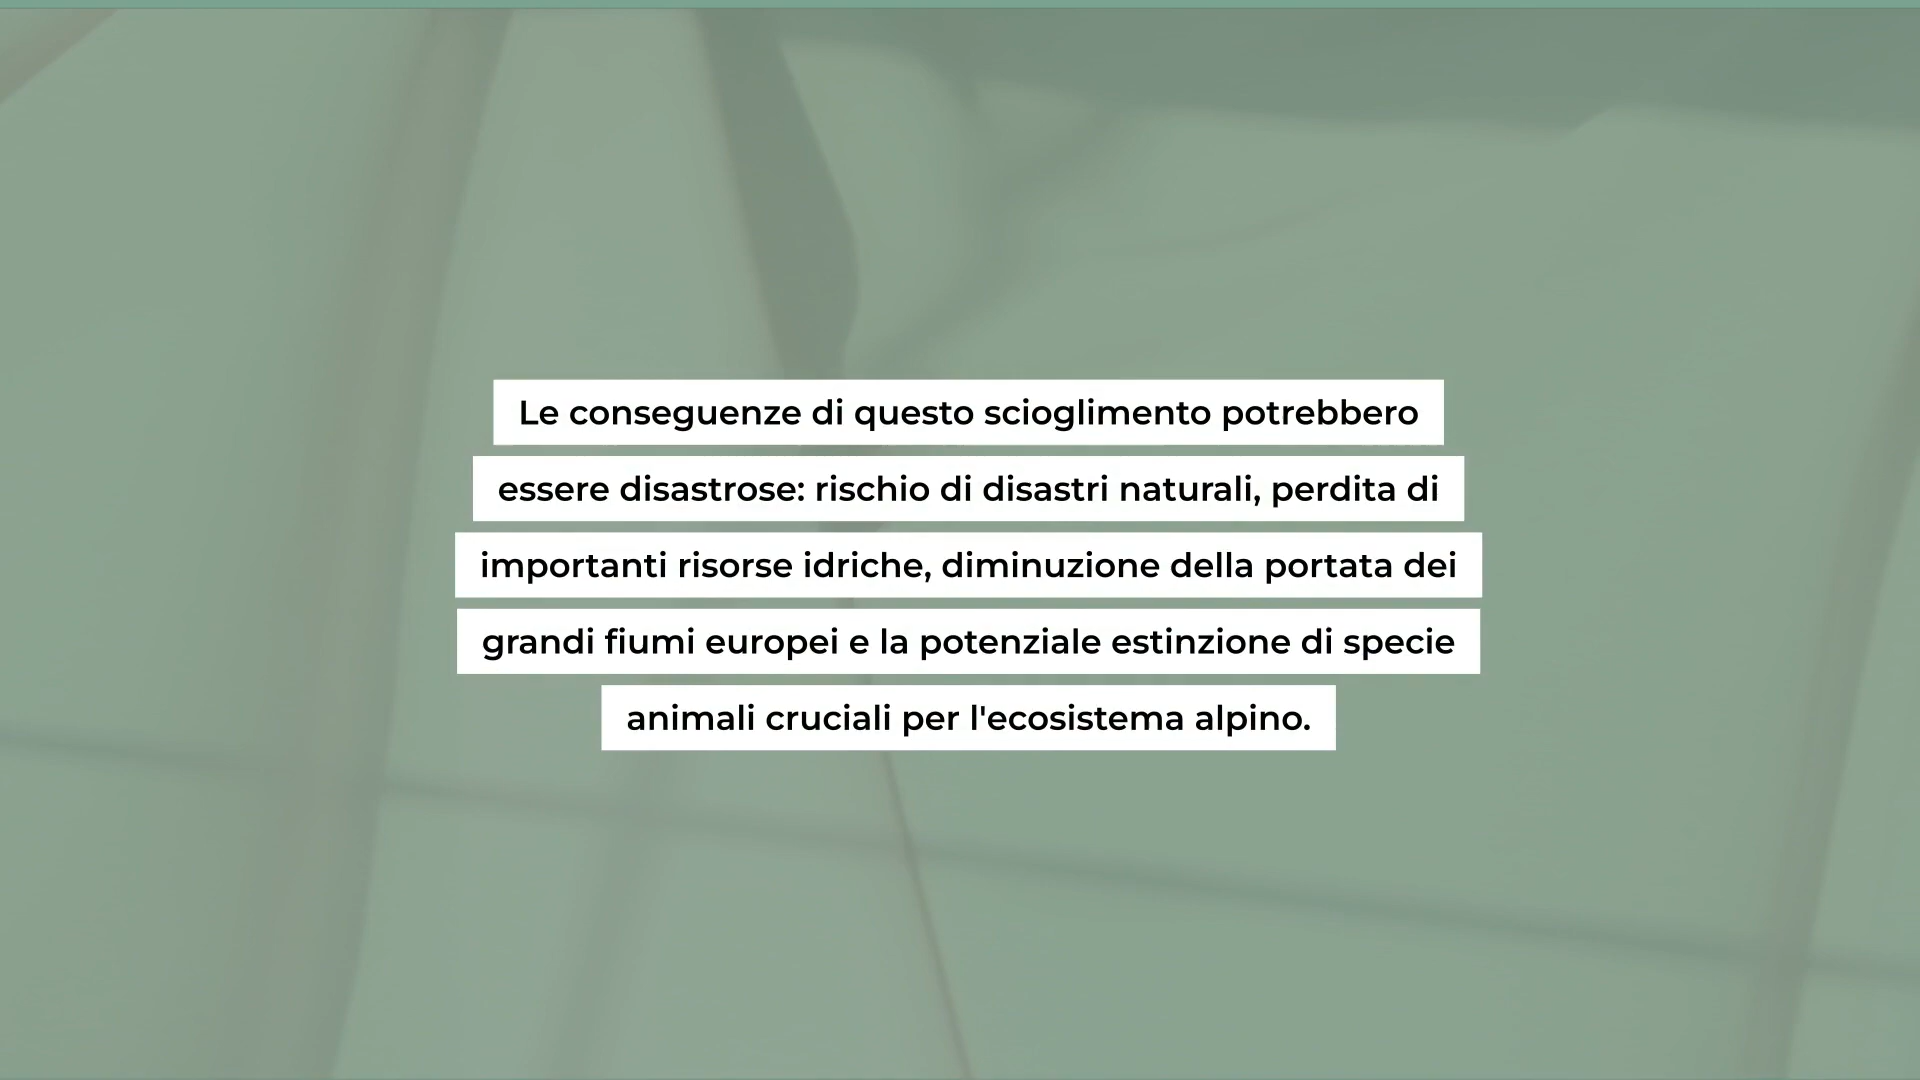 Le conseguenze di questo scioglimento potrebbero
essere disastrose: rischio di disastri naturali, perdita di
importanti risorse idriche, diminuzione della portata dei
grandi fiumi europei e la potenziale estinzione di specie
animali cruciali per l'ecosistema alpino.